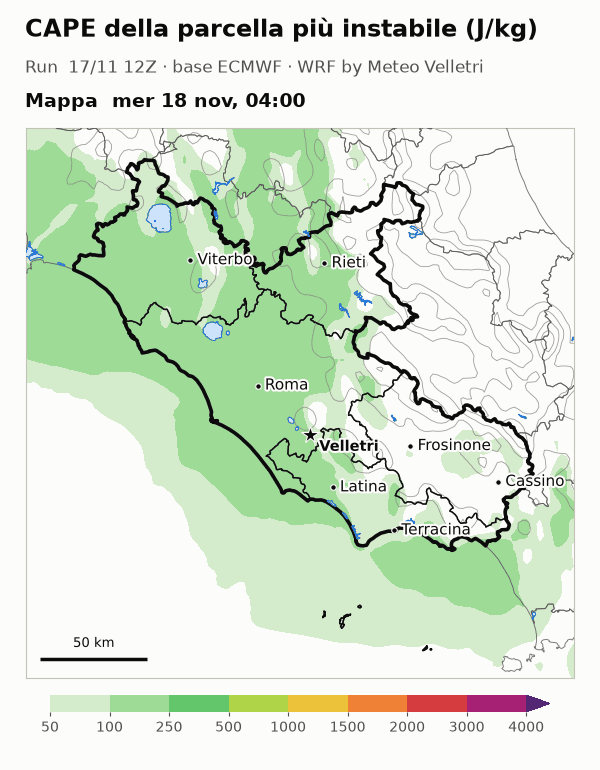 CAPE della parcella più instabile (J/kg)
Run  17/11 12Z · base ECMWF · WRF by Meteo Velletri
Mappa  mer 18 nov, 04:00
Viterbo
Rieti
Roma
Velletri
Frosinone
Latina
Cassino
Terracina
50 km
50 100 250 500 1000 1500 2000 3000 4000